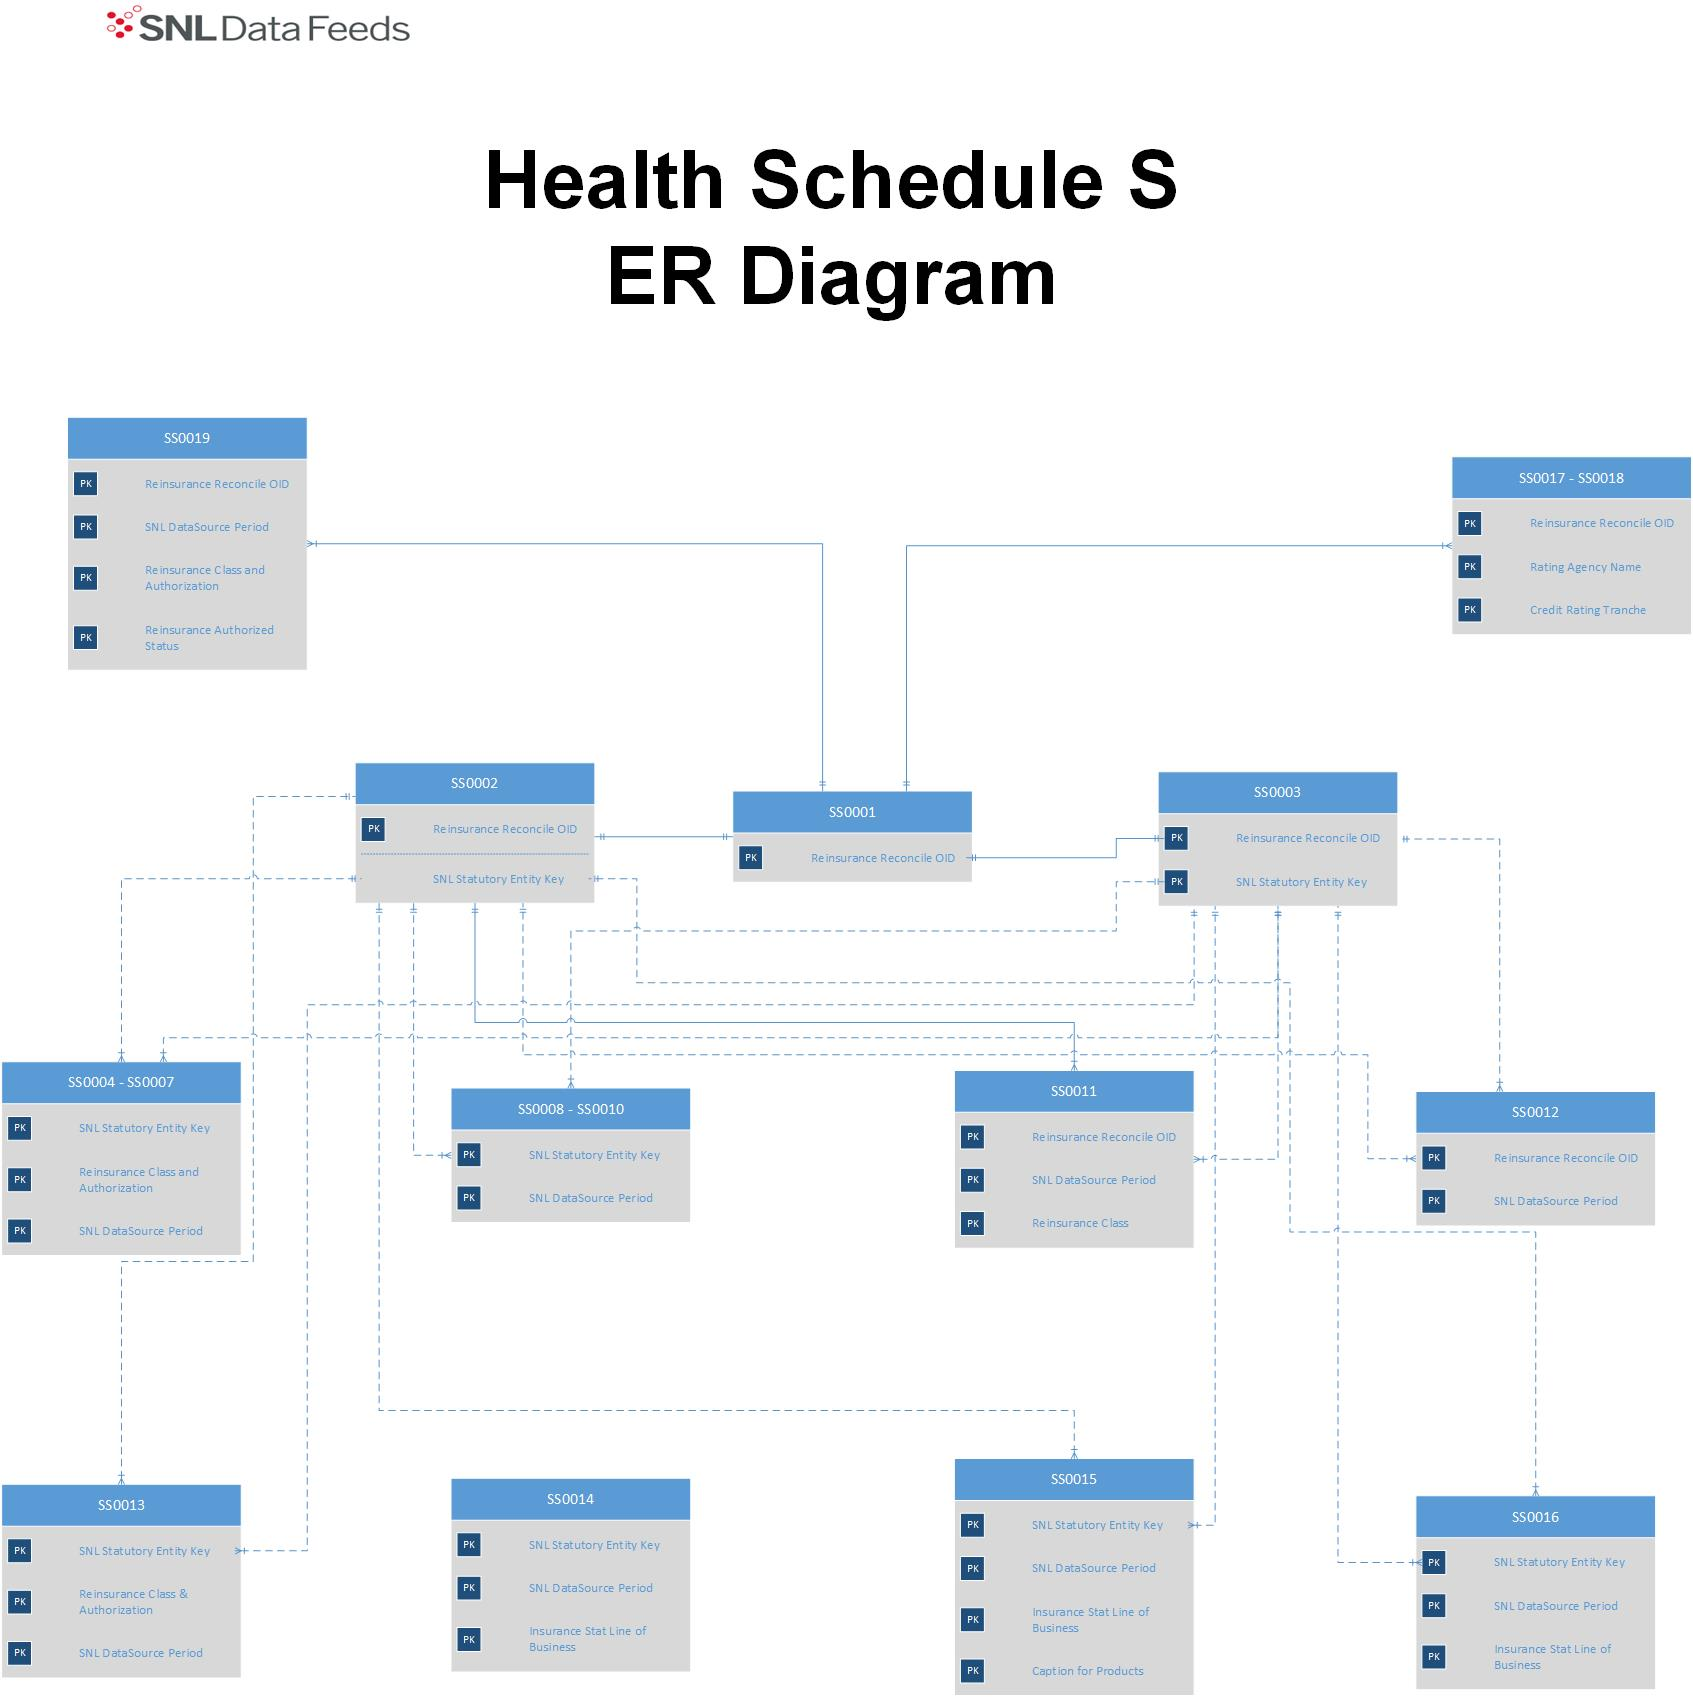 SNL Data Feeds
Health Schedule S
ER Diagram
SS0019
PK Reinsurance Reconcile OID
PK SNL DataSource Period
PK Reinsurance Class and
Authorization
PK Reinsurance Authorized
Status
SS0017 - SS0018
PK Reinsurance Reconcile OID
PK Rating Agency Name
PK Credit Rating Tranche
SS0002
PK Reinsurance Reconcile OID
SNL Statutory Entity Key
SS0001
PK Reinsurance Reconcile OID
SS0003
PK Reinsurance Reconcile OID
PK SNL Statutory Entity Key
SS0004 - SS0007
PK SNL Statutory Entity Key
PK Reinsurance Class and
Authorization
PK SNL DataSource Period
SS0008 - SS0010
PK SNL Statutory Entity Key
PK SNL DataSource Period
SS0011
PK Reinsurance Reconcile OID
PK SNL DataSource Period
PK Reinsurance Class
SS0012
PK Reinsurance Reconcile OID
PK SNL DataSource Period
SS0013
PK SNL Statutory Entity Key
PK Reinsurance Class &
Authorization
PK SNL DataSource Period
SS0014
PK SNL Statutory Entity Key
PK SNL DataSource Period
PK Insurance Stat Line of
Business
SS0015
PK SNL Statutory Entity Key
PK SNL DataSource Period
PK Insurance Stat Line of
Business
PK Caption for Products
SS0016
PK SNL Statutory Entity Key
PK SNL DataSource Period
PK Insurance Stat Line of
Business